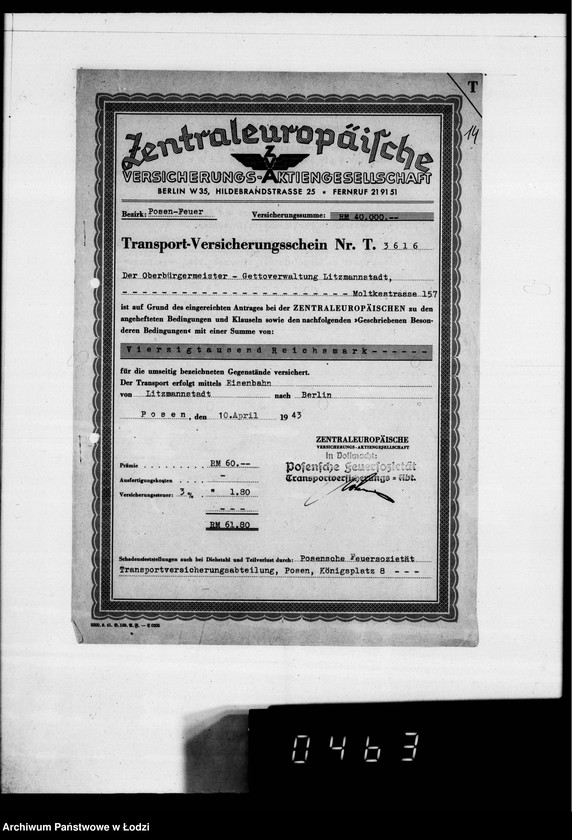 T
14
Zentraleuropäische
Z
V A
VERSICHERUNGS-AKTIENGESELLSCHAFT
BERLIN W 35, HILDEBRANDSTRASSE 25 • FERNRUF 21 91 51
Bezirk: Posen-Feuer Versicherungssumme: RM 40.000.--
Transport-Versicherungsschein Nr. T. 3616
Der Oberbürgermeister - Gettoverwaltung Litzmannstadt,
- - - - - - - - - - - - - - - - - - - - - - - Moltkestrasse 157
ist auf Grund des eingereichten Antrages bei der ZENTRALEUROPÄISCHEN zu den
angehefteten Bedingungen und Klauseln sowie den nachfolgenden »Geschriebenen Beson-
deren Bedingungen« mit einer Summe von:
Vierzigtausend Reichsmark------
für die umseitig bezeichneten Gegenstände versichert.
Der Transport erfolgt mittels Eisenbahn
von Litzmannstadt nach Berlin
Posen, den 10.April 1943
ZENTRALEUROPÄISCHE
VERSICHERUNGS-AKTIENGESELLSCHAFT
In Vollmacht:
Posensche Feuersozietät
Transportversicherungs-Abt.
Prämie . . . . . . . . . . RM 60.--
Ausfertigungskosten . . . . . -
Versicherungssteuer: 3 % " 1.80
- - -
RM 61.80
Schadensfeststellungen auch bei Diebstahl und Teilverlust durch: Posensche Feuersozietät
Transportversicherungsabteilung, Posen, Königsplatz 8 - - -
0463
Archiwum Państwowe w Łodzi